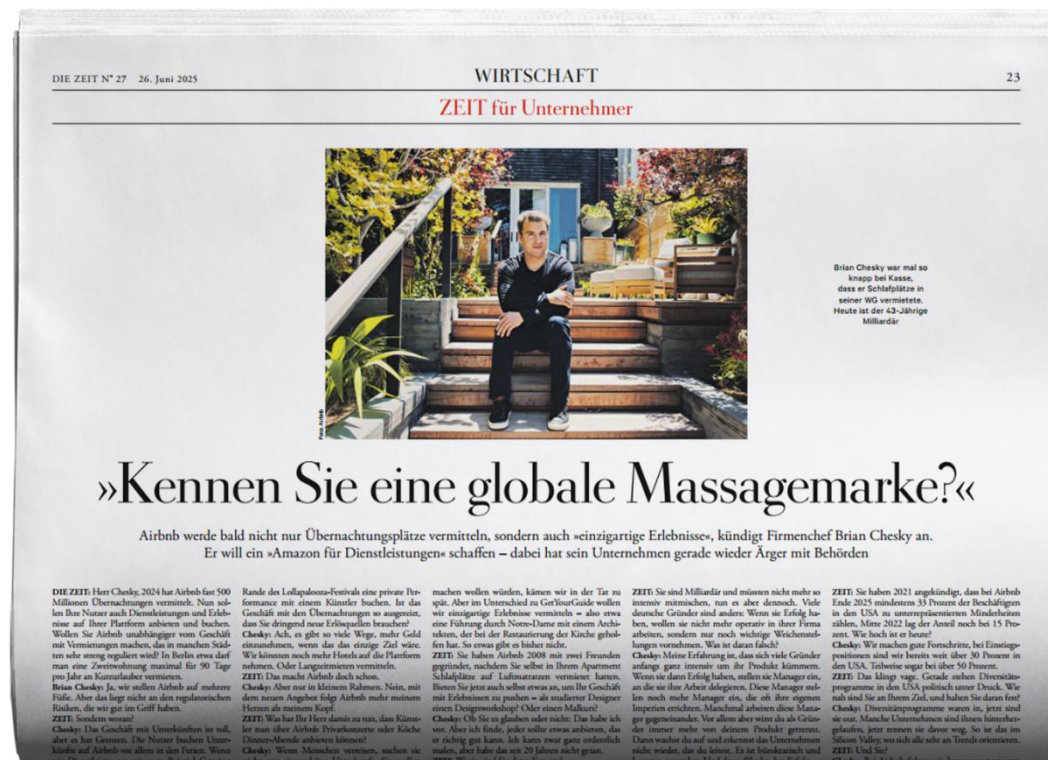 DIE ZEIT N° 27 26. Juni 2025
WIRTSCHAFT
23
ZEIT für Unternehmer
Foto: Airbnb
Brian Chesky war mal so
knapp bei Kasse,
dass er Schlafplätze in
seiner WG vermietete.
Heute ist der 43-Jährige
Milliardär
»Kennen Sie eine globale Massagemarke?«
Airbnb werde bald nicht nur Übernachtungsplätze vermitteln, sondern auch »einzigartige Erlebnisse«, kündigt Firmenchef Brian Chesky an.
Er will ein »Amazon für Dienstleistungen« schaffen – dabei hat sein Unternehmen gerade wieder Ärger mit Behörden
DIE ZEIT: Herr Chesky, 2024 hat Airbnb fast 500
Millionen Übernachtungen vermittelt. Nun sol-
len Ihre Nutzer auch Dienstleistungen und Erleb-
nisse auf Ihrer Plattform anbieten und buchen.
Wollen Sie Airbnb unabhängiger vom Geschäft
mit Vermietungen machen, das in manchen Städ-
ten sehr streng reguliert wird? In Berlin etwa darf
man eine Zweitwohnung maximal für 90 Tage
pro Jahr an Kurzurlauber vermieten.
Brian Chesky: Ja, wir stellen Airbnb auf mehrere
Füße. Aber das liegt nicht an den regulatorischen
Risiken, die wir gut im Griff haben.
ZEIT: Sondern woran?
Chesky: Das Geschäft mit Unterkünften ist toll,
aber es hat Grenzen. Die Nutzer buchen Unter-
künfte auf Airbnb vor allem in den Ferien. Wenn
Rande des Lollapalooza-Festivals eine private Per-
formance mit einem Künstler buchen. Ist das
Geschäft mit den Übernachtungen so ausgereizt,
dass Sie dringend neue Erlösquellen brauchen?
Chesky: Ach, es gibt so viele Wege, mehr Geld
einzunehmen, wenn das das einzige Ziel wäre.
Wir könnten noch mehr Hotels auf die Plattform
nehmen. Oder Langzeitmieten vermitteln.
ZEIT: Das macht Airbnb doch schon.
Chesky: Aber nur in kleinem Rahmen. Nein, mit
dem neuen Angebot folgt Airbnb mehr meinem
Herzen als meinem Kopf.
ZEIT: Was hat Ihr Herz damit zu tun, dass Künst-
ler nun über Airbnb Privatkonzerte oder Köche
Dinner-Abende anbieten können?
Chesky: Wenn Menschen verreisen, suchen sie
machen wollen würden, kämen wir in der Tat zu
spät. Aber im Unterschied zu GetYourGuide wollen
wir einzigartige Erlebnisse vermitteln – also etwa
eine Führung durch Notre-Dame mit einem Archi-
tekten, der bei der Restaurierung der Kirche gehol-
fen hat. So etwas gibt es bisher nicht.
ZEIT: Sie haben Airbnb 2008 mit zwei Freunden
gegründet, nachdem Sie selbst in Ihrem Apartment
Schlafplätze auf Luftmatratzen vermietet hatten.
Bieten Sie jetzt auch selbst etwas an, um Ihr Geschäft
mit Erlebnissen zu pushen – als studierter Designer
einen Designworkshop? Oder einen Malkurs?
Chesky: Ob Sie es glauben oder nicht: Das habe ich
vor. Aber ich finde, jeder sollte etwas anbieten, das
er richtig gut kann. Ich kann zwar ganz ordentlich
malen, aber habe das seit 20 Jahren nicht getan.
ZEIT: Sie sind Milliardär und müssten nicht mehr so
intensiv mitmischen, tun es aber dennoch. Viele
deutsche Gründer sind anders: Wenn sie Erfolg ha-
ben, wollen sie nicht mehr operativ in ihrer Firma
arbeiten, sondern nur noch wichtige Weichenstel-
lungen vornehmen. Was ist daran falsch?
Chesky: Meine Erfahrung ist, dass sich viele Gründer
anfangs ganz intensiv um ihr Produkt kümmern.
Wenn sie dann Erfolg haben, stellen sie Manager ein,
an die sie ihre Arbeit delegieren. Diese Manager stel-
len noch mehr Manager ein, die oft ihre eigenen
Imperien errichten. Manchmal arbeiten diese Mana-
ger gegeneinander. Vor allem aber wirst du als Grün-
der immer mehr von deinem Produkt getrennt.
Dann wachst du auf und erkennst das Unternehmen
nicht wieder, das du leitest. Es ist bürokratisch und
ZEIT: Sie haben 2021 angekündigt, dass bei Airbnb
Ende 2025 mindestens 33 Prozent der Beschäftigten
in den USA zu unterrepräsentierten Minderheiten
zählen, Mitte 2022 lag der Anteil noch bei 15 Pro-
zent. Wie hoch ist er heute?
Chesky: Wir machen gute Fortschritte, bei Einstiegs-
positionen sind wir bereits weit über 30 Prozent in
den USA. Teilweise sogar bei über 50 Prozent.
ZEIT: Das klingt vage. Gerade stehen Diversitäts-
programme in den USA politisch unter Druck. Wie
nah sind Sie an Ihrem Ziel, und halten Sie daran fest?
Chesky: Diversitätsprogramme waren in, jetzt sind
sie out. Manche Unternehmen sind ihnen hinterher-
gelaufen, jetzt rennen sie davor weg. So ist das im
Silicon Valley, wo sich alle sehr an Trends orientieren.
ZEIT: Und Sie?